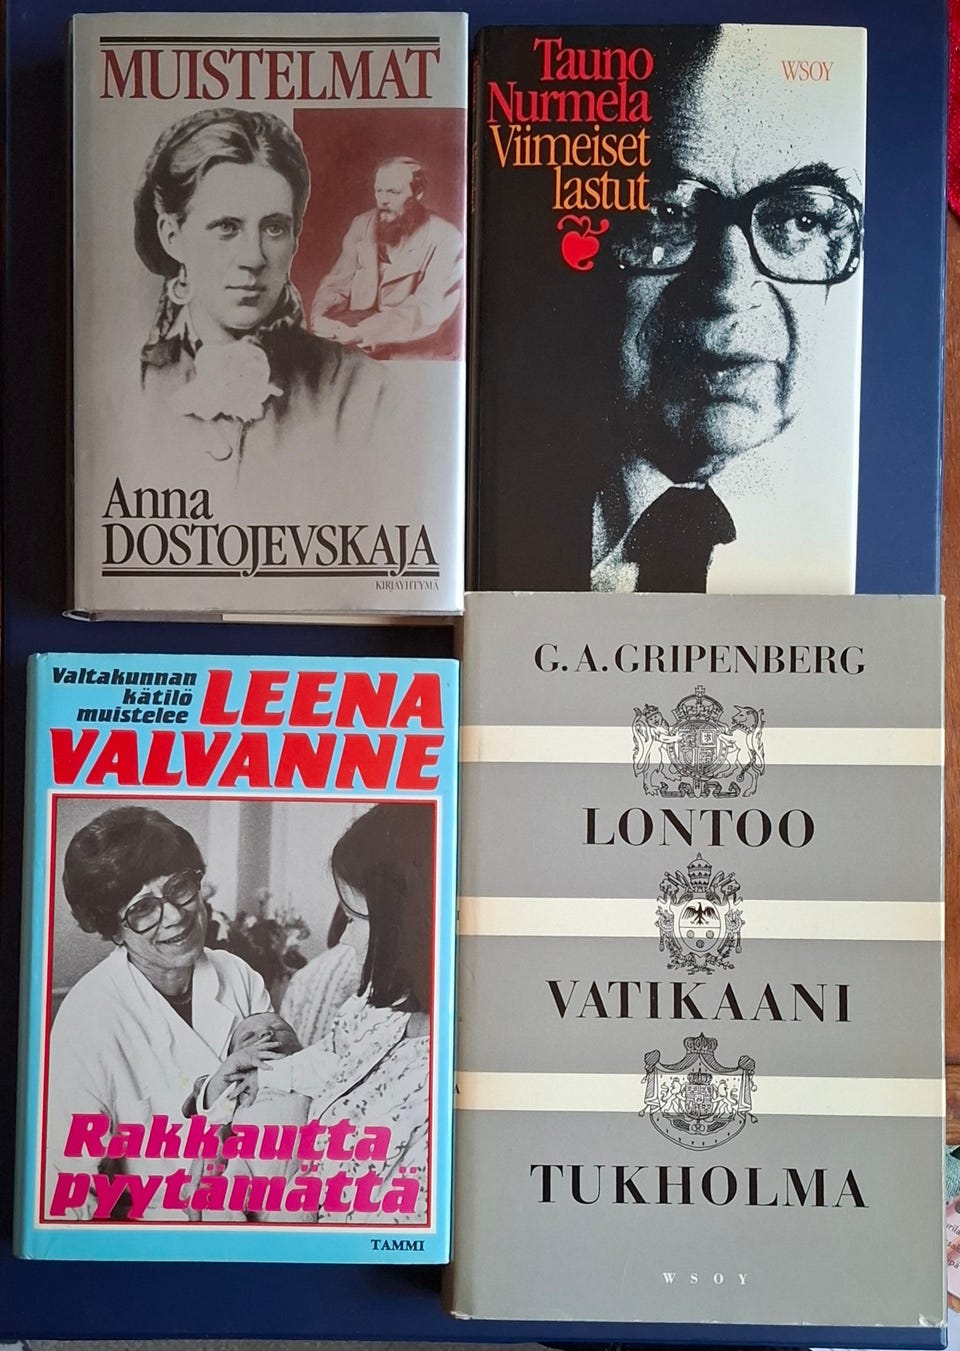 MUISTELMAT
Anna
DOSTOJEVSKAJA
KIRJAYHTYMÄ
Tauno
Nurmela
Viimeiset
lastut
WSOY
Valtakunnan
kätilö
muistelee
LEENA
VALVANNE
Rakkautta
pyytämättä
TAMMI
G. A. GRIPENBERG
LONTOO
VATIKAANI
TUKHOLMA
WSOY